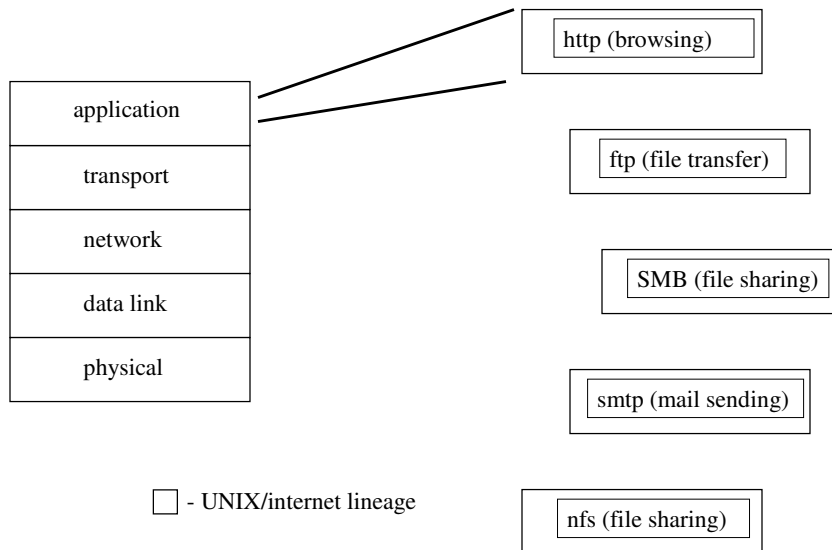 application
transport
network
data link
physical
http (browsing)
ftp (file transfer)
SMB (file sharing)
smtp (mail sending)
nfs (file sharing)
- UNIX/internet lineage